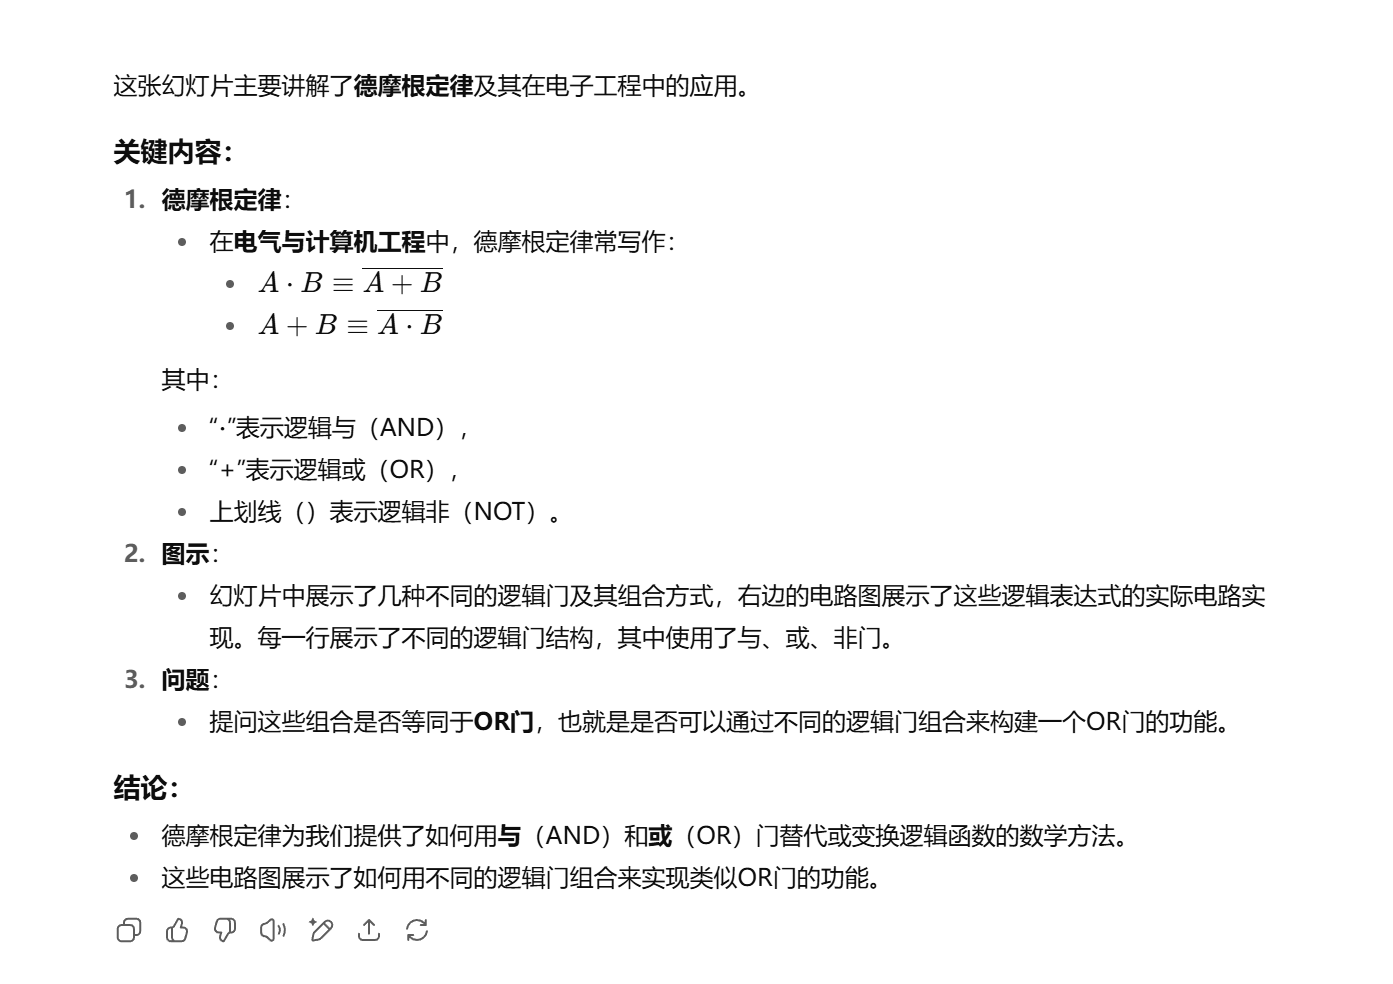 这张幻灯片主要讲解了德摩根定律及其在电子工程中的应用。
关键内容：
1. 德摩根定律：
• 在电气与计算机工程中，德摩根定律常写作：
• $A \cdot B \equiv \overline{A + B}$
• $A + B \equiv \overline{A \cdot B}$
其中：
• “·”表示逻辑与（AND），
• “+”表示逻辑或（OR），
• 上划线（）表示逻辑非（NOT）。
2. 图示：
• 幻灯片中展示了几种不同的逻辑门及其组合方式，右边的电路图展示了这些逻辑表达式的实际电路实
现。每一行展示了不同的逻辑门结构，其中使用了与、或、非门。
3. 问题：
• 提问这些组合是否等同于OR门，也就是是否可以通过不同的逻辑门组合来构建一个OR门的功能。
结论：
• 德摩根定律为我们提供了如何用与（AND）和或（OR）门替代或变换逻辑函数的数学方法。
• 这些电路图展示了如何用不同的逻辑门组合来实现类似OR门的功能。